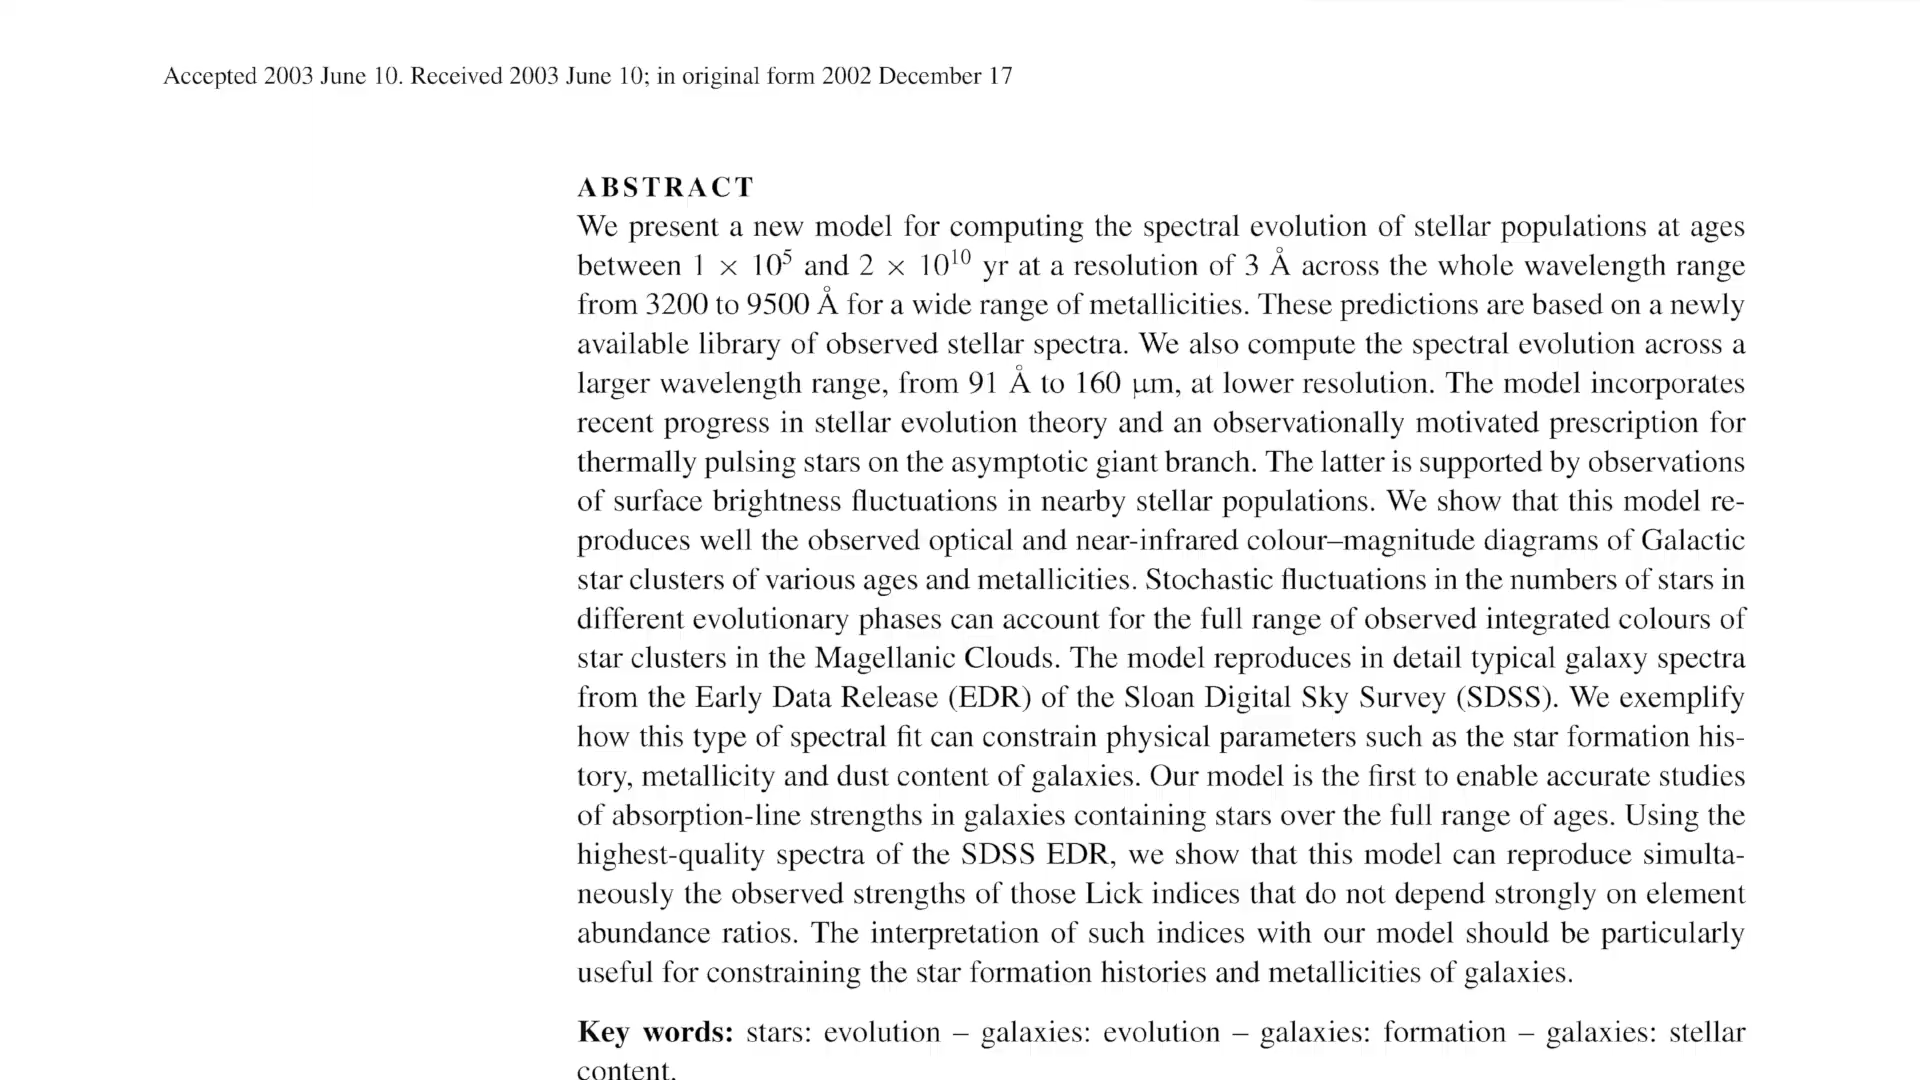 Accepted 2003 June 10. Received 2003 June 10; in original form 2002 December 17
ABSTRACT
We present a new model for computing the spectral evolution of stellar populations at ages
between 1 × 10⁵ and 2 × 10¹⁰ yr at a resolution of 3 Å across the whole wavelength range
from 3200 to 9500 Å for a wide range of metallicities. These predictions are based on a newly
available library of observed stellar spectra. We also compute the spectral evolution across a
larger wavelength range, from 91 Å to 160 μm, at lower resolution. The model incorporates
recent progress in stellar evolution theory and an observationally motivated prescription for
thermally pulsing stars on the asymptotic giant branch. The latter is supported by observations
of surface brightness fluctuations in nearby stellar populations. We show that this model re-
produces well the observed optical and near-infrared colour–magnitude diagrams of Galactic
star clusters of various ages and metallicities. Stochastic fluctuations in the numbers of stars in
different evolutionary phases can account for the full range of observed integrated colours of
star clusters in the Magellanic Clouds. The model reproduces in detail typical galaxy spectra
from the Early Data Release (EDR) of the Sloan Digital Sky Survey (SDSS). We exemplify
how this type of spectral fit can constrain physical parameters such as the star formation his-
tory, metallicity and dust content of galaxies. Our model is the first to enable accurate studies
of absorption-line strengths in galaxies containing stars over the full range of ages. Using the
highest-quality spectra of the SDSS EDR, we show that this model can reproduce simulta-
neously the observed strengths of those Lick indices that do not depend strongly on element
abundance ratios. The interpretation of such indices with our model should be particularly
useful for constraining the star formation histories and metallicities of galaxies.
Key words: stars: evolution – galaxies: evolution – galaxies: formation – galaxies: stellar
content.